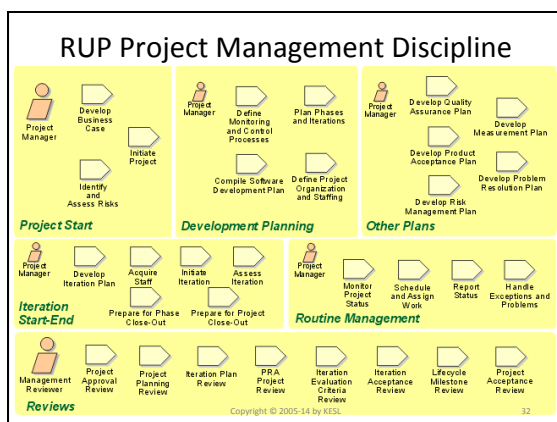 RUP Project Management Discipline
Project
Manager
Develop
Business
Case
Initiate
Project
Identify
and
Assess Risks
Project Start
Project
Manager
Define
Monitoring
and Control
Processes
Plan Phases
and Iterations
Compile Software
Development Plan
Define Project
Organization
and Staffing
Development Planning
Project
Manager
Develop Quality
Assurance Plan
Develop
Measurement Plan
Develop Product
Acceptance Plan
Develop Problem
Resolution Plan
Develop Risk
Management Plan
Other Plans
Project
Manager
Develop
Iteration Plan
Acquire
Staff
Initiate
Iteration
Assess
Iteration
Prepare for Phase
Close-Out
Prepare for Project
Close-Out
Iteration
Start-End
Project
Manager
Monitor
Project
Status
Schedule
and Assign
Work
Report
Status
Handle
Exceptions and
Problems
Routine Management
Management
Reviewer
Project
Approval
Review
Project
Planning
Review
Iteration Plan
Review
PRA
Project
Review
Iteration
Evaluation
Criteria
Review
Iteration
Acceptance
Review
Lifecycle
Milestone
Review
Project
Acceptance
Review
Reviews
Copyright © 2005-14 by KESL
32